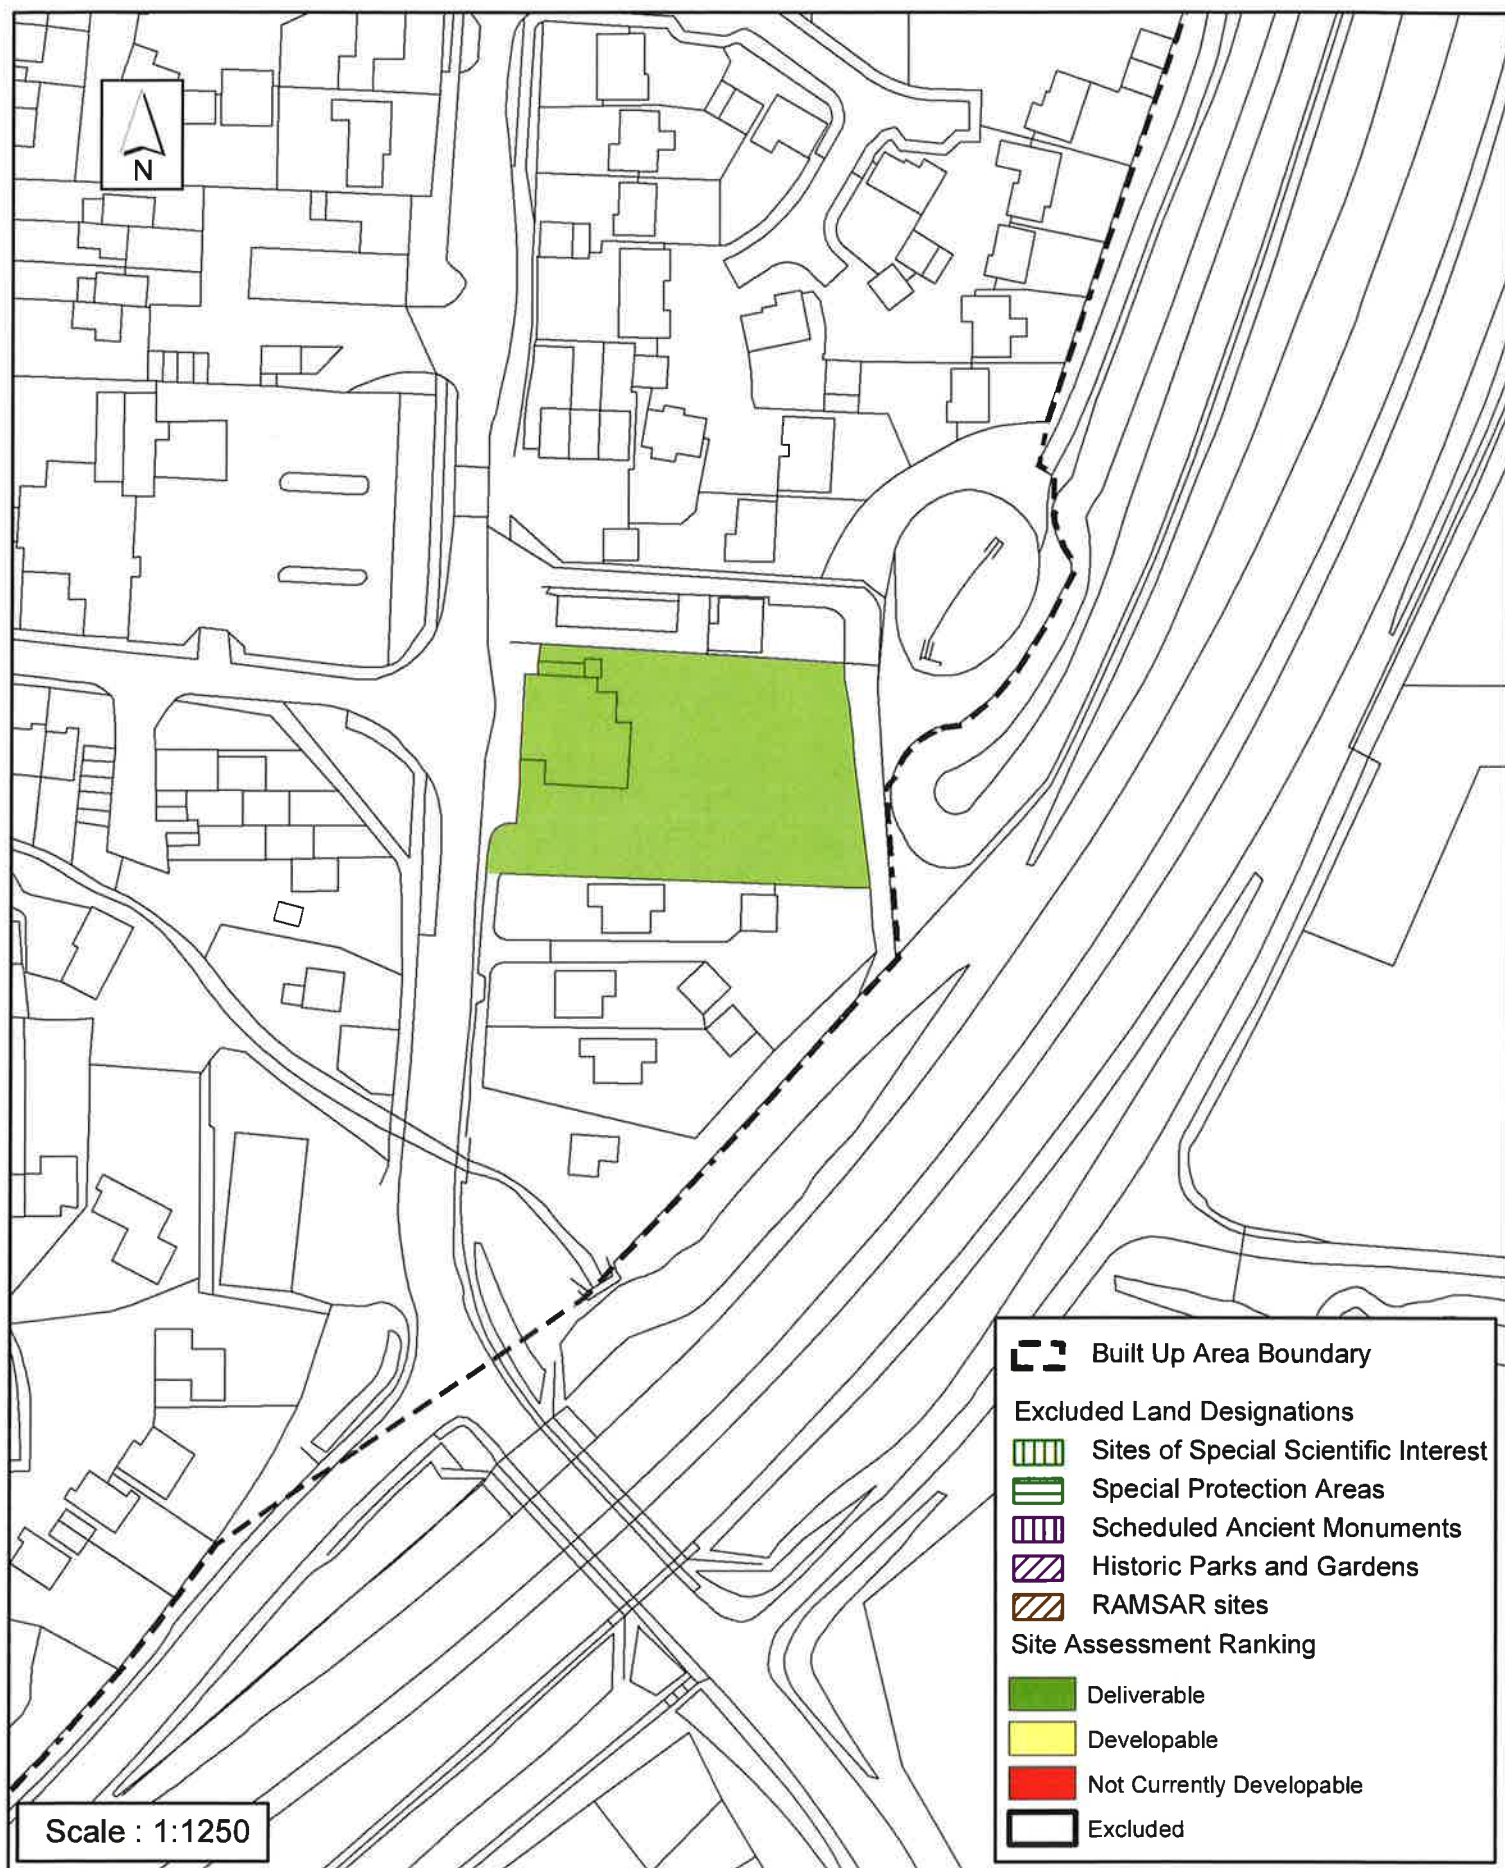 N
Built Up Area Boundary
Excluded Land Designations
Sites of Special Scientific Interest
Special Protection Areas
Scheduled Ancient Monuments
Historic Parks and Gardens
RAMSAR sites
Site Assessment Ranking
Deliverable
Developable
Not Currently Developable
Excluded
Scale : 1:1250